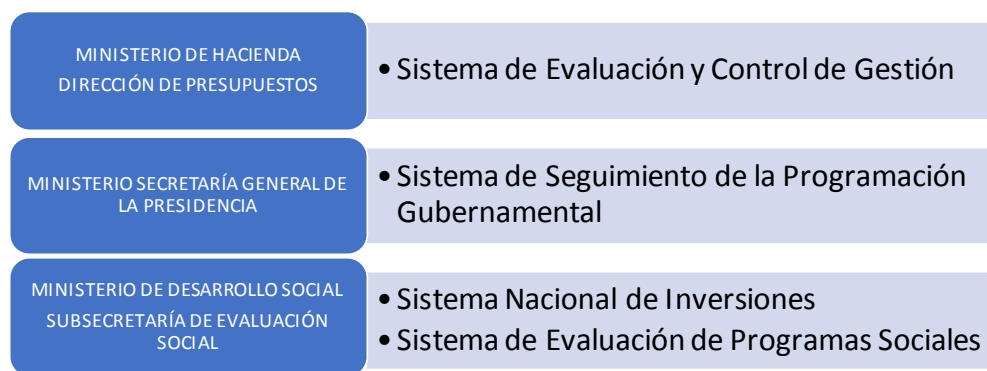 MINISTERIO DE HACIENDA
DIRECCIÓN DE PRESUPUESTOS
• Sistema de Evaluación y Control de Gestión
MINISTERIO SECRETARÍA GENERAL DE
LA PRESIDENCIA
• Sistema de Seguimiento de la Programación
Gubernamental
MINISTERIO DE DESARROLLO SOCIAL
SUBSECRETARÍA DE EVALUACIÓN
SOCIAL
• Sistema Nacional de Inversiones
• Sistema de Evaluación de Programas Sociales